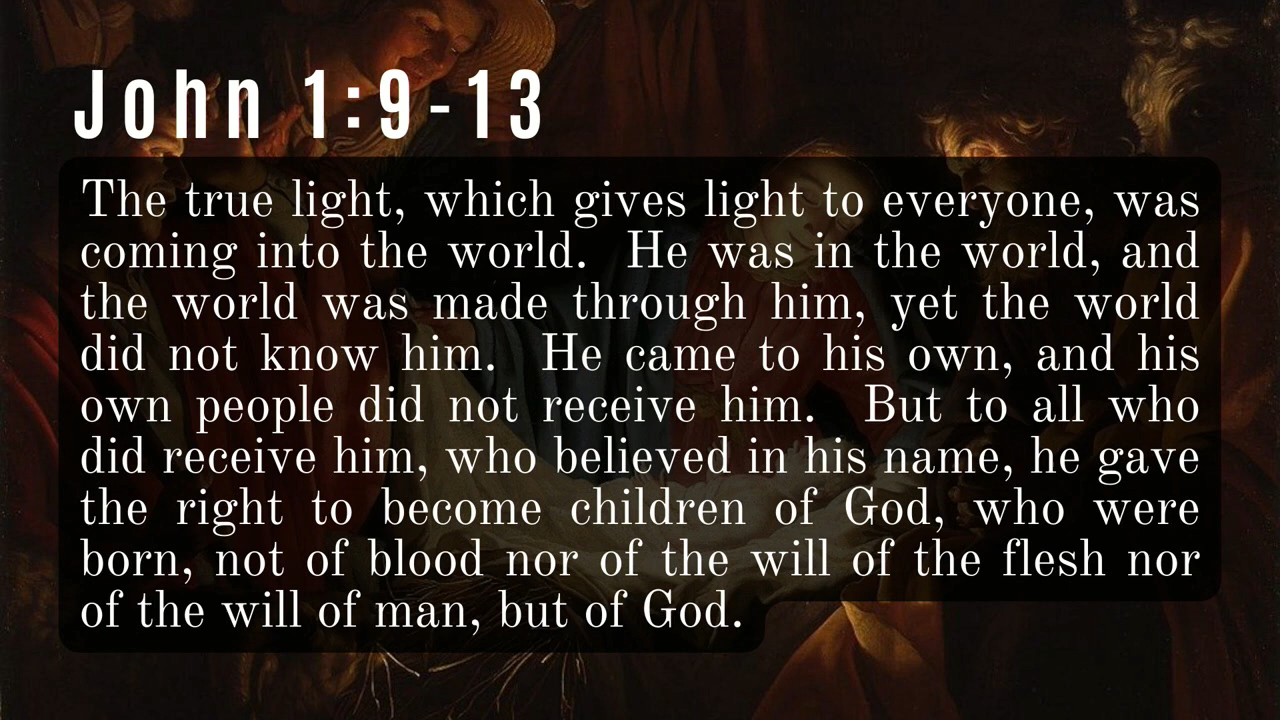 John 1:9-13
The true light, which gives light to everyone, was
coming into the world.  He was in the world, and
the world was made through him, yet the world
did not know him.  He came to his own, and his
own people did not receive him.  But to all who
did receive him, who believed in his name, he gave
the right to become children of God, who were
born, not of blood nor of the will of the flesh nor
of the will of man, but of God.